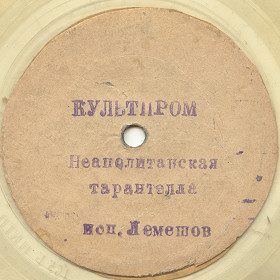 КУЛЬТПРОМ
Неаполитанская
тарантелла
исп. Лемешов